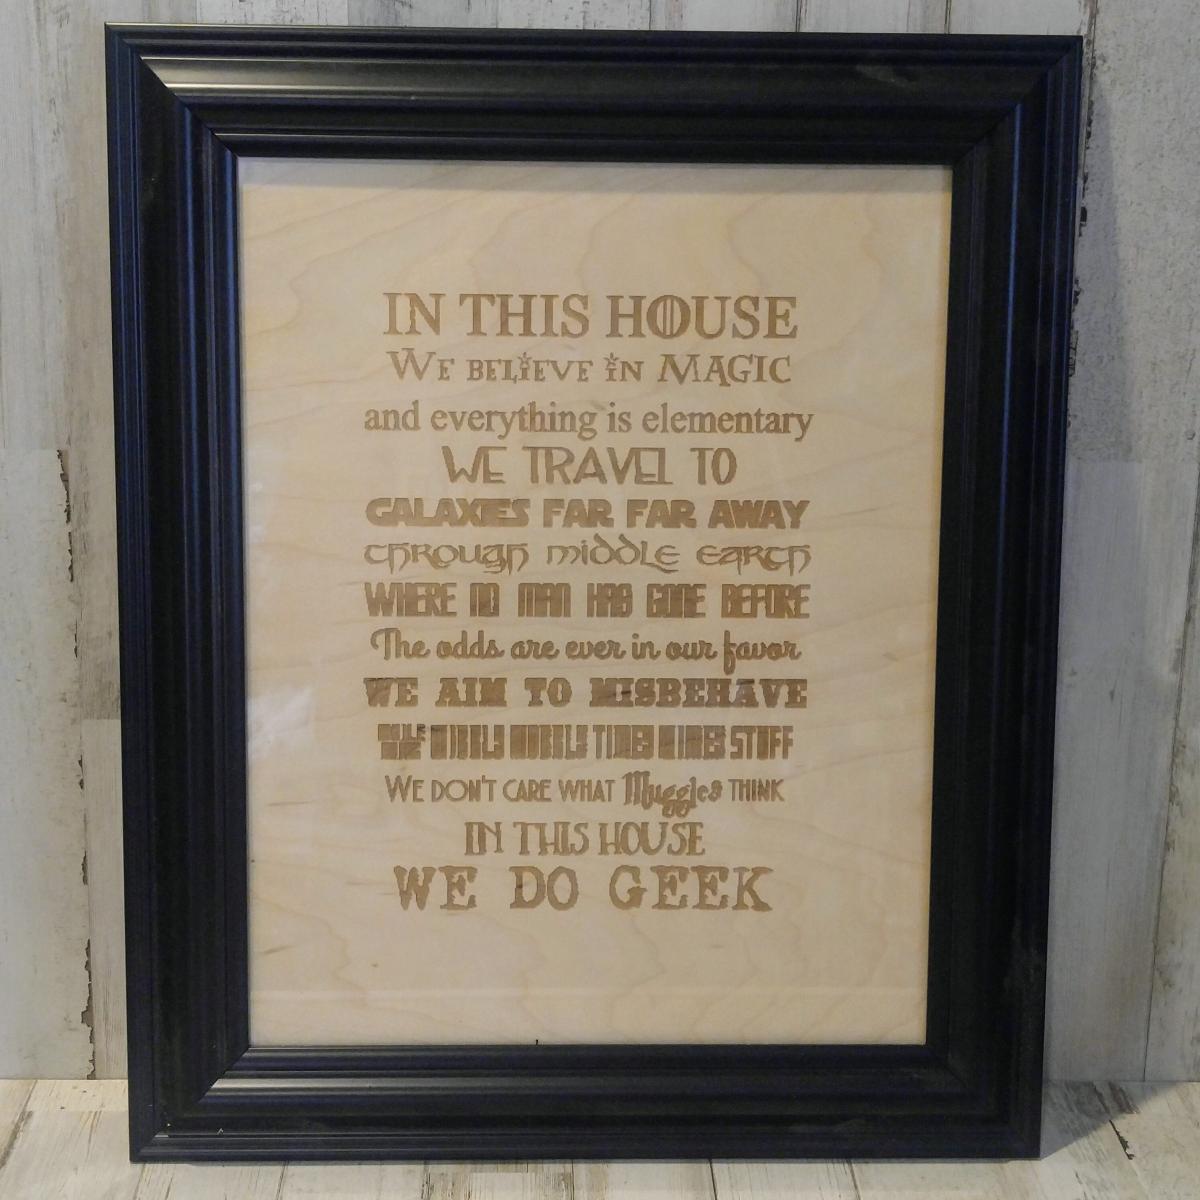 IN THIS HOUSE
WE BELIEVE IN MAGIC
and everything is elementary
WE TRAVEL TO
GALAXIES FAR FAR AWAY
THROUGH MIDDLE EARTH
WHERE NO MAN HAS GONE BEFORE
The odds are ever in our favor
WE AIM TO MISBEHAVE
WIBBLY WOBBLY TIMEY WIMEY STUFF
WE DON'T CARE WHAT Muggles THINK
IN THIS HOUSE
WE DO GEEK